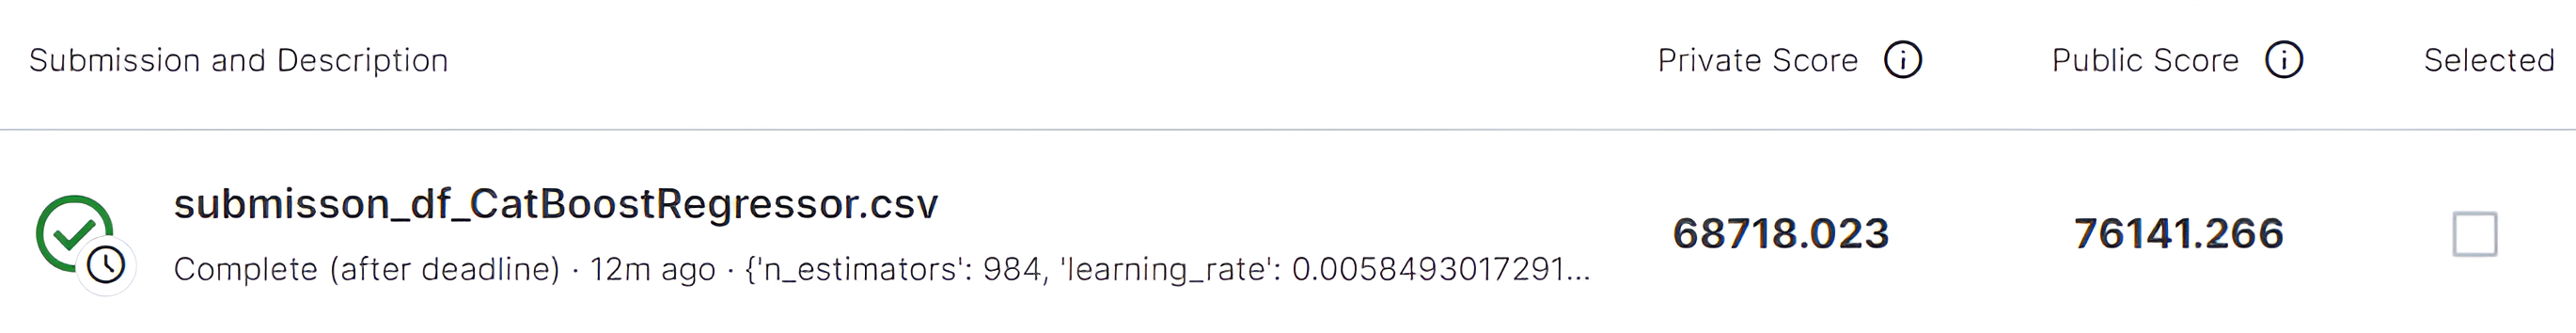 Submission and Description Private Score Public Score Selected
submisson_df_CatBoostRegressor.csv 68718.023 76141.266
Complete (after deadline) · 12m ago · {'n_estimators': 984, 'learning_rate': 0.0058493017291...